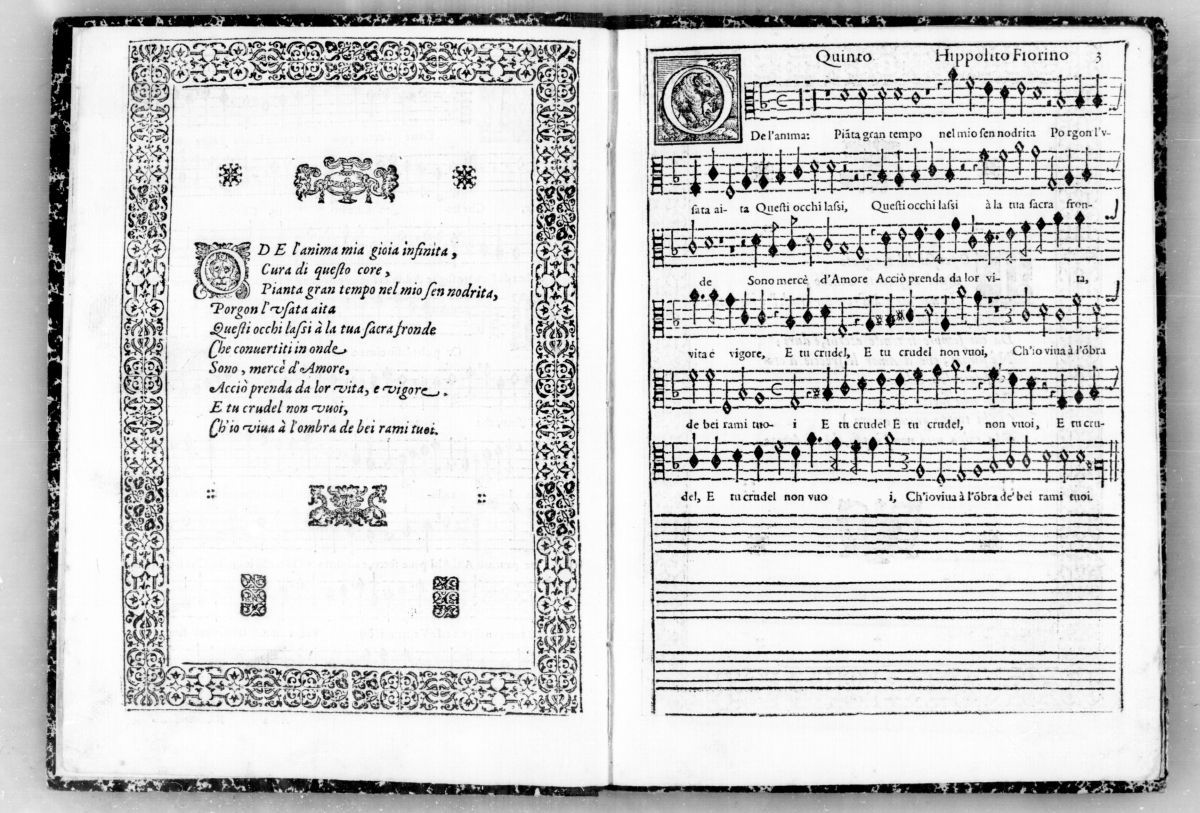 O DE l'anima mia gioia infinita,
Cura di questo core,
Pianta gran tempo nel mio sen nodrita,
Porgon l'vsata aita
Questi occhi lassi à la tua sacra fronde
Che conuertiti in onde
Sono, mercè d'Amore,
Acciò prenda da lor vita, e vigore.
E tu crudel non vuoi,
Ch'io viua à l'ombra de bei rami tuoi.
Quinto Hippolito Fiorino 3
O De l'anima: Piãta gran tempo nel mio sen nodrita Porgon l'v-
sata ai- ta Questi occhi lassi, Questi occhi lassi à la tua sacra fron-
de Sono mercè d'Amore Acciò prenda da lor vi- ta,
vita e vigore, E tu crudel, E tu crudel non vuoi, Ch'io viua à l'õbra
de bei rami tuo- i E tu crudel E tu crudel, non vuoi, E tu cru-
del, E tu crudel non vuo i, Ch'io viua à l'õbra de' bei rami tuoi.